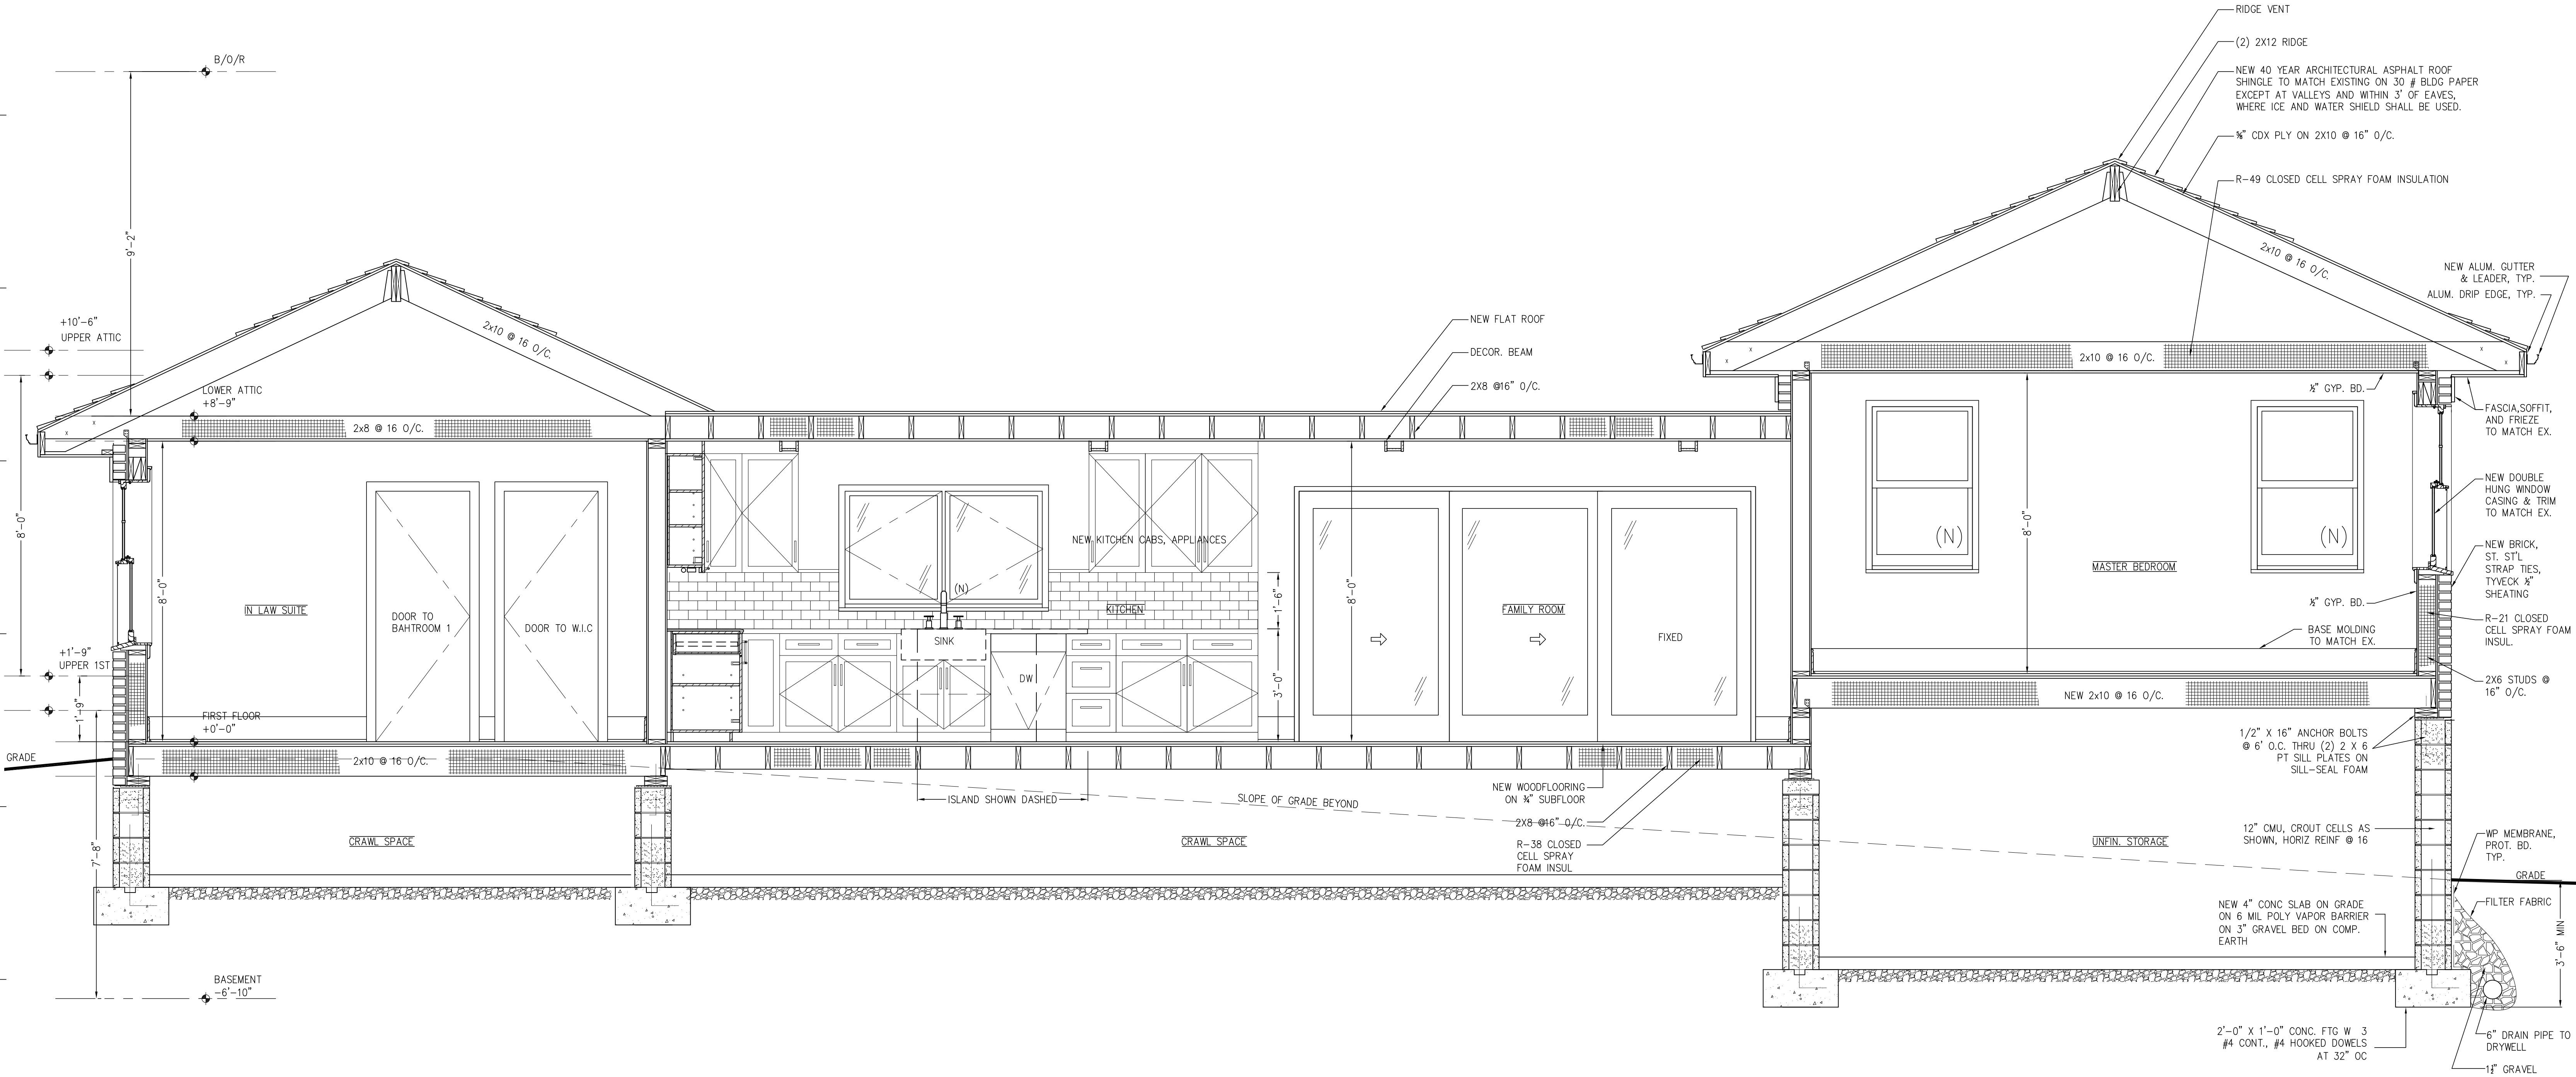 B/O/R
9'-2"
+10'-6"
UPPER ATTIC
LOWER ATTIC
+8'-9"
8'-0"
+1'-9"
UPPER 1ST
1'-9"
FIRST FLOOR
+0'-0"
GRADE
7'-8"
BASEMENT
-6'-10"
2x10 @ 16 O/C.
2x8 @ 16 O/C.
8'-0"
IN LAW SUITE
DOOR TO
BAHTROOM 1
DOOR TO W.I.C
2x10 @ 16 O/C.
CRAWL SPACE
NEW FLAT ROOF
DECOR. BEAM
2X8 @16" O/C.
NEW KITCHEN CABS, APPLIANCES
(N)
KITCHEN
SINK
DW
1'-6"
3'-0"
8'-0"
FAMILY ROOM
FIXED
ISLAND SHOWN DASHED
SLOPE OF GRADE BEYOND
NEW WOODFLOORING
ON ¾" SUBFLOOR
2X8 @16" O/C.
R-38 CLOSED
CELL SPRAY
FOAM INSUL
CRAWL SPACE
RIDGE VENT
(2) 2X12 RIDGE
NEW 40 YEAR ARCHITECTURAL ASPHALT ROOF
SHINGLE TO MATCH EXISTING ON 30 # BLDG PAPER
EXCEPT AT VALLEYS AND WITHIN 3' OF EAVES,
WHERE ICE AND WATER SHIELD SHALL BE USED.
⅝" CDX PLY ON 2X10 @ 16" O/C.
R-49 CLOSED CELL SPRAY FOAM INSULATION
2x10 @ 16 O/C.
NEW ALUM. GUTTER
& LEADER, TYP.
ALUM. DRIP EDGE, TYP.
2x10 @ 16 O/C.
½" GYP. BD.
FASCIA,SOFFIT,
AND FRIEZE
TO MATCH EX.
8'-0"
(N)
(N)
MASTER BEDROOM
NEW DOUBLE
HUNG WINDOW
CASING & TRIM
TO MATCH EX.
NEW BRICK,
ST. ST'L
STRAP TIES,
TYVECK ½"
SHEATING
½" GYP. BD.
BASE MOLDING
TO MATCH EX.
R-21 CLOSED
CELL SPRAY FOAM
INSUL.
2X6 STUDS @
16" O/C.
NEW 2x10 @ 16 O/C.
1/2" X 16" ANCHOR BOLTS
@ 6' O.C. THRU (2) 2 X 6
PT SILL PLATES ON
SILL-SEAL FOAM
UNFIN. STORAGE
12" CMU, CROUT CELLS AS
SHOWN, HORIZ REINF @ 16
WP MEMBRANE,
PROT. BD.
TYP.
GRADE
NEW 4" CONC SLAB ON GRADE
ON 6 MIL POLY VAPOR BARRIER
ON 3" GRAVEL BED ON COMP.
EARTH
FILTER FABRIC
3'-6" MIN
2'-0" X 1'-0" CONC. FTG W 3
#4 CONT., #4 HOOKED DOWELS
AT 32" OC
6" DRAIN PIPE TO
DRYWELL
1½" GRAVEL